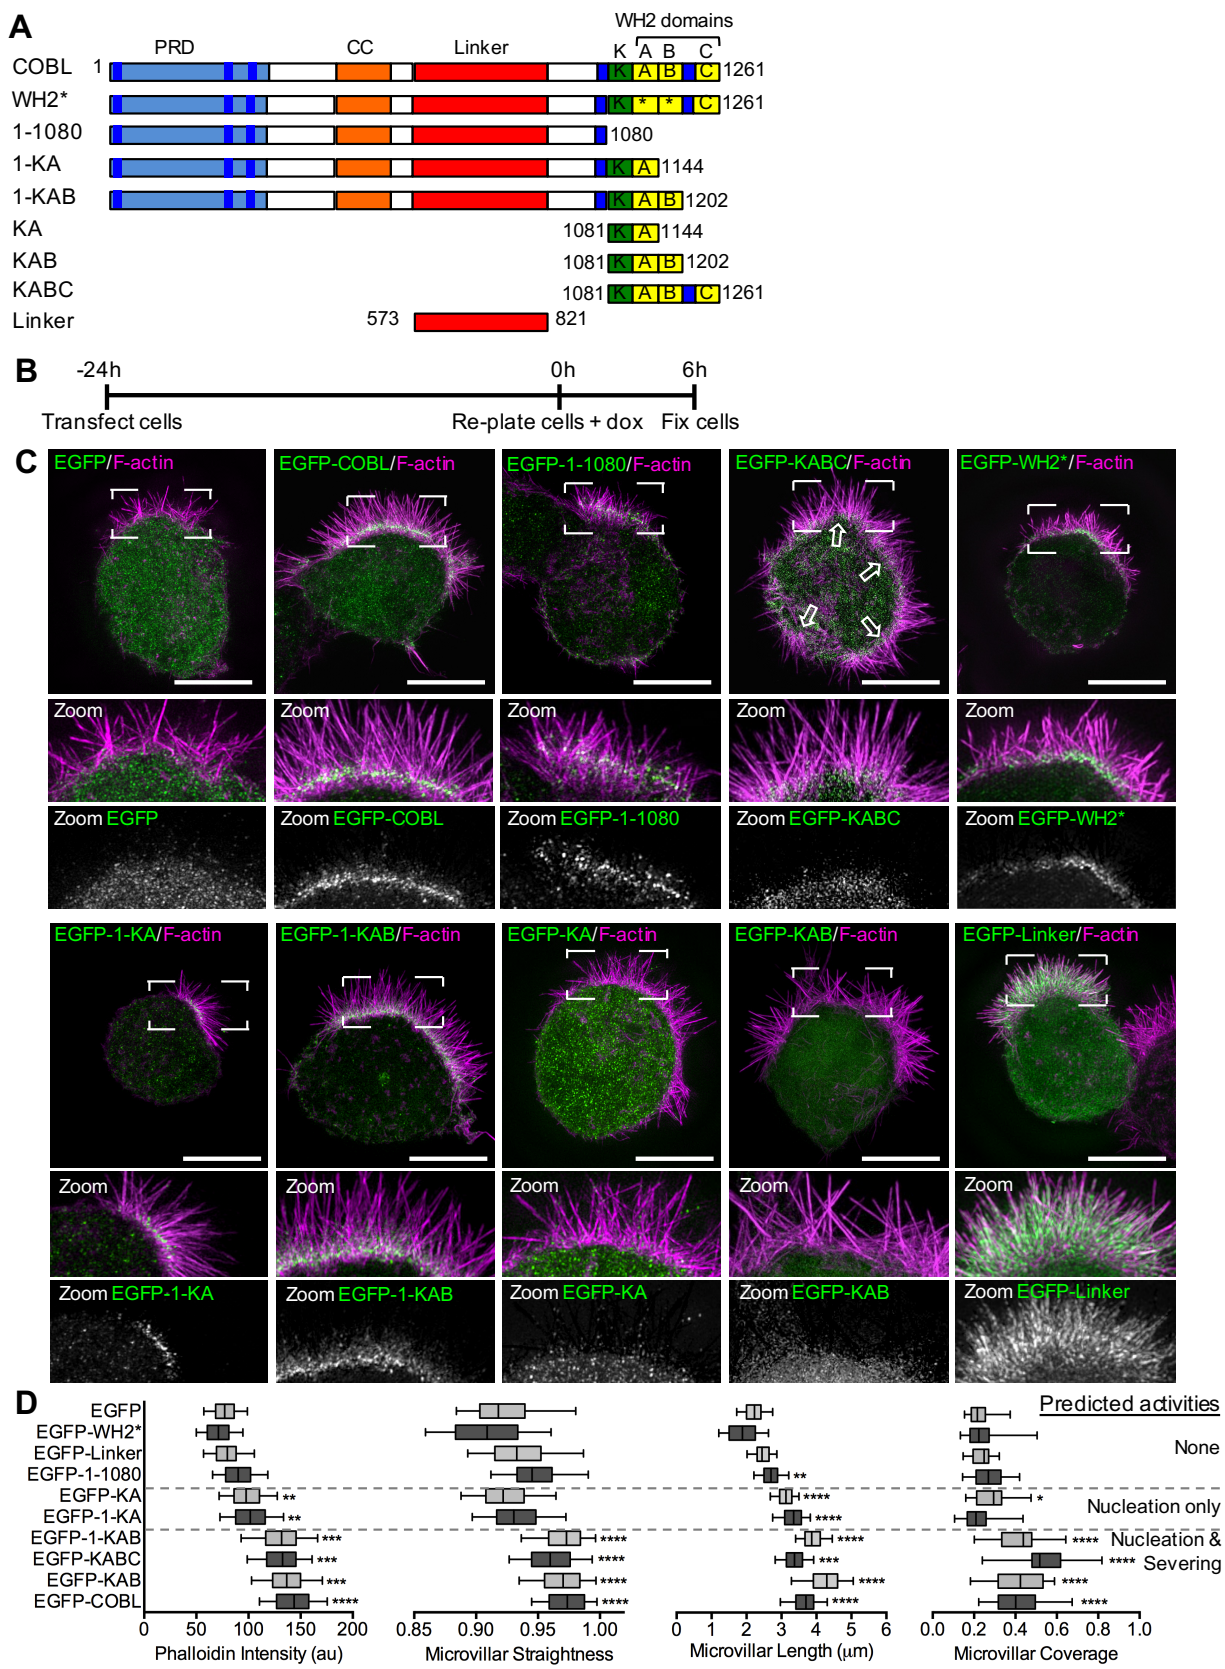 A
WH2 domains
PRD CC Linker K A B C
COBL 1 K A B C 1261
WH2* K * * C 1261
1-1080 1080
1-KA K A 1144
1-KAB K A B 1202
KA 1081 K A 1144
KAB 1081 K A B 1202
KABC 1081 K A B C 1261
Linker 573 821
B
-24h 0h 6h
Transfect cells Re-plate cells + dox Fix cells
C
EGFP/F-actin EGFP-COBL/F-actin EGFP-1-1080/F-actin EGFP-KABC/F-actin EGFP-WH2*/F-actin
Zoom Zoom Zoom Zoom Zoom
Zoom EGFP Zoom EGFP-COBL Zoom EGFP-1-1080 Zoom EGFP-KABC Zoom EGFP-WH2*
EGFP-1-KA/F-actin EGFP-1-KAB/F-actin EGFP-KA/F-actin EGFP-KAB/F-actin EGFP-Linker/F-actin
Zoom Zoom Zoom Zoom Zoom
Zoom EGFP-1-KA Zoom EGFP-1-KAB Zoom EGFP-KA Zoom EGFP-KAB Zoom EGFP-Linker
D
Predicted activities
EGFP
EGFP-WH2*
None
EGFP-Linker
EGFP-1-1080 **
EGFP-KA ** **** *
Nucleation only
EGFP-1-KA ** ****
EGFP-1-KAB *** **** **** ****
Nucleation & Severing
EGFP-KABC *** **** *** ****
EGFP-KAB *** **** **** ****
EGFP-COBL **** **** **** ****
0 50 100 150 200 0.85 0.90 0.95 1.00 0 1 2 3 4 5 6 0.0 0.2 0.4 0.6 0.8 1.0
Phalloidin Intensity (au) Microvillar Straightness Microvillar Length (μm) Microvillar Coverage